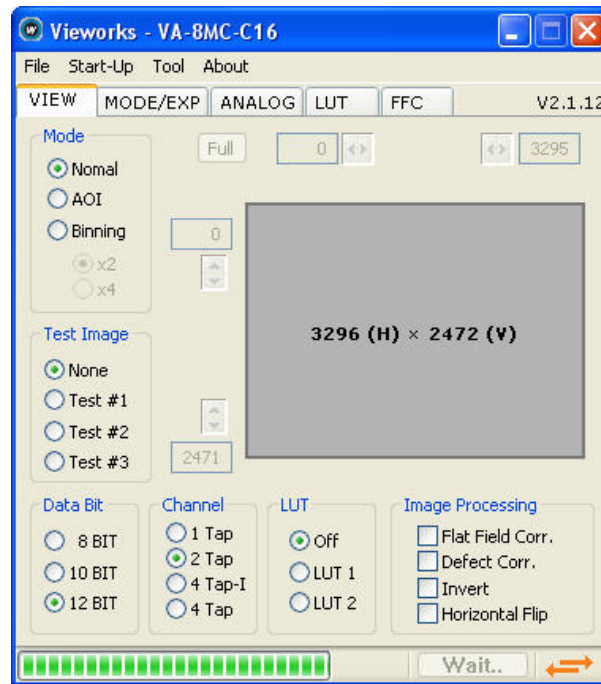 Vieworks - VA-8MC-C16
File Start-Up Tool About
VIEW MODE/EXP ANALOG LUT FFC V2.1.12
Mode
Nomal
AOI
Binning
x2
x4
Full 0 3295
0
3296 (H) × 2472 (V)
2471
Test Image
None
Test #1
Test #2
Test #3
Data Bit
8 BIT
10 BIT
12 BIT
Channel
1 Tap
2 Tap
4 Tap-I
4 Tap
LUT
Off
LUT 1
LUT 2
Image Processing
Flat Field Corr.
Defect Corr.
Invert
Horizontal Flip
Wait..